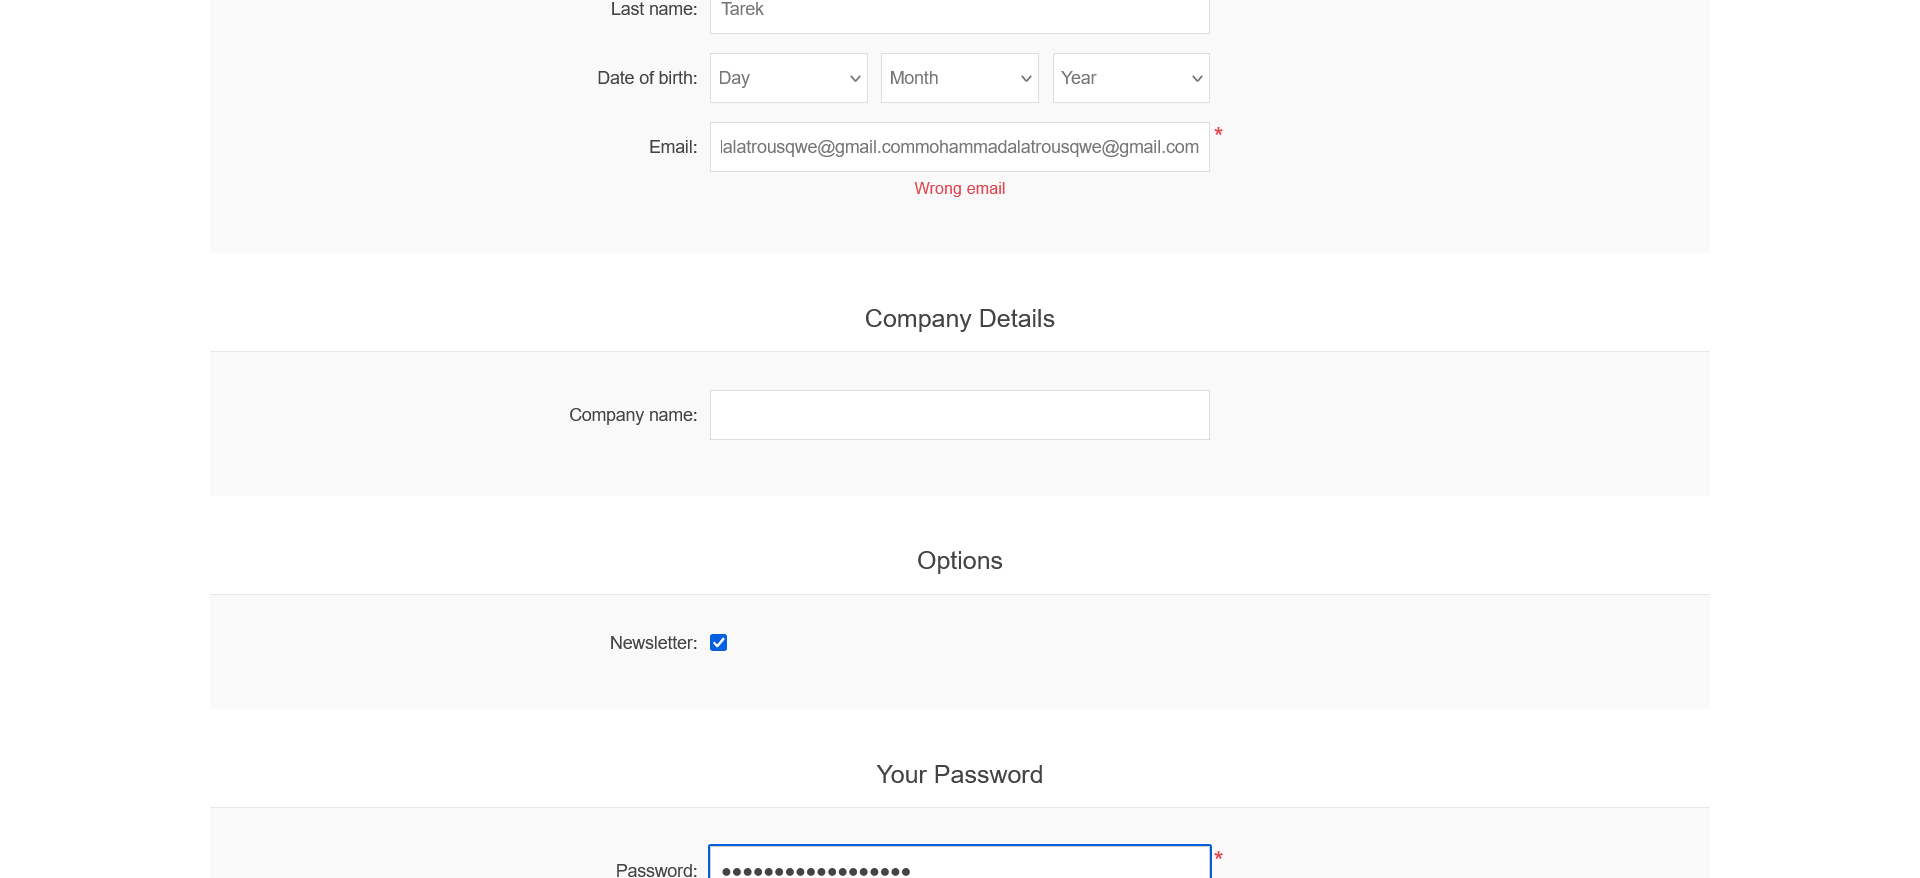 Last name: Tarek
Date of birth: Day Month Year
Email: lalatrousqwe@gmail.commohammadalatrousqwe@gmail.com *
Wrong email
Company Details
Company name:
Options
Newsletter:
Your Password
Password: •••••••••••••••••• *